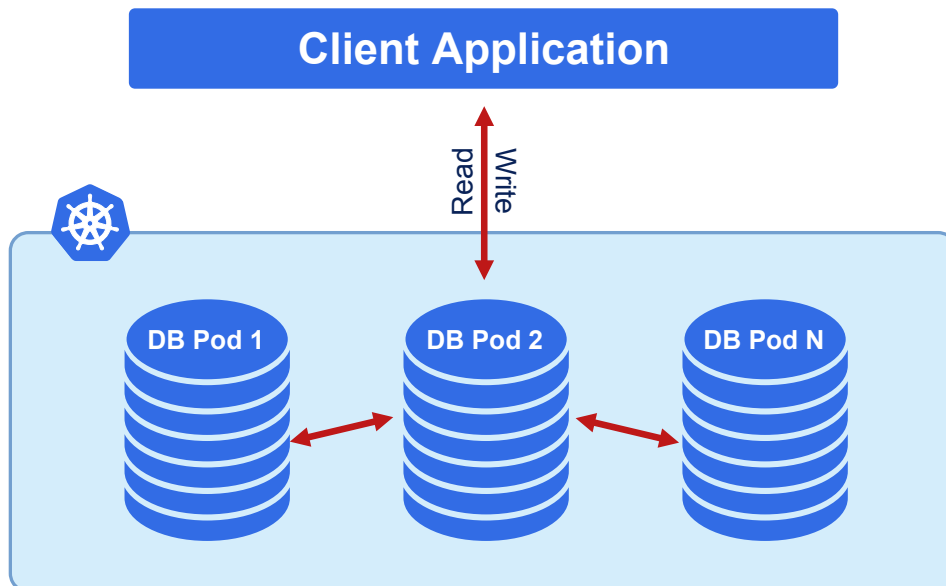 Client Application
Read
Write
DB Pod 1
DB Pod 2
DB Pod N